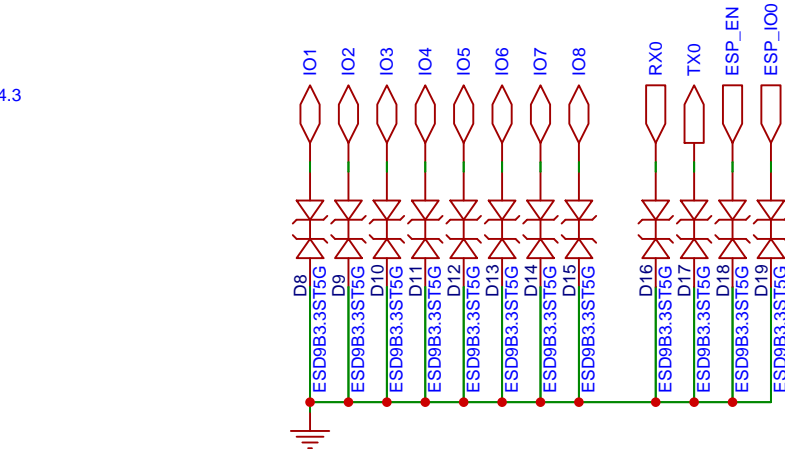 4.3
IO1
IO2
IO3
IO4
IO5
IO6
IO7
IO8
RX0
TX0
ESP_EN
ESP_IO0
D8
ESD9B3.3ST5G
D9
ESD9B3.3ST5G
D10
ESD9B3.3ST5G
D11
ESD9B3.3ST5G
D12
ESD9B3.3ST5G
D13
ESD9B3.3ST5G
D14
ESD9B3.3ST5G
D15
ESD9B3.3ST5G
D16
ESD9B3.3ST5G
D17
ESD9B3.3ST5G
D18
ESD9B3.3ST5G
D19
ESD9B3.3ST5G